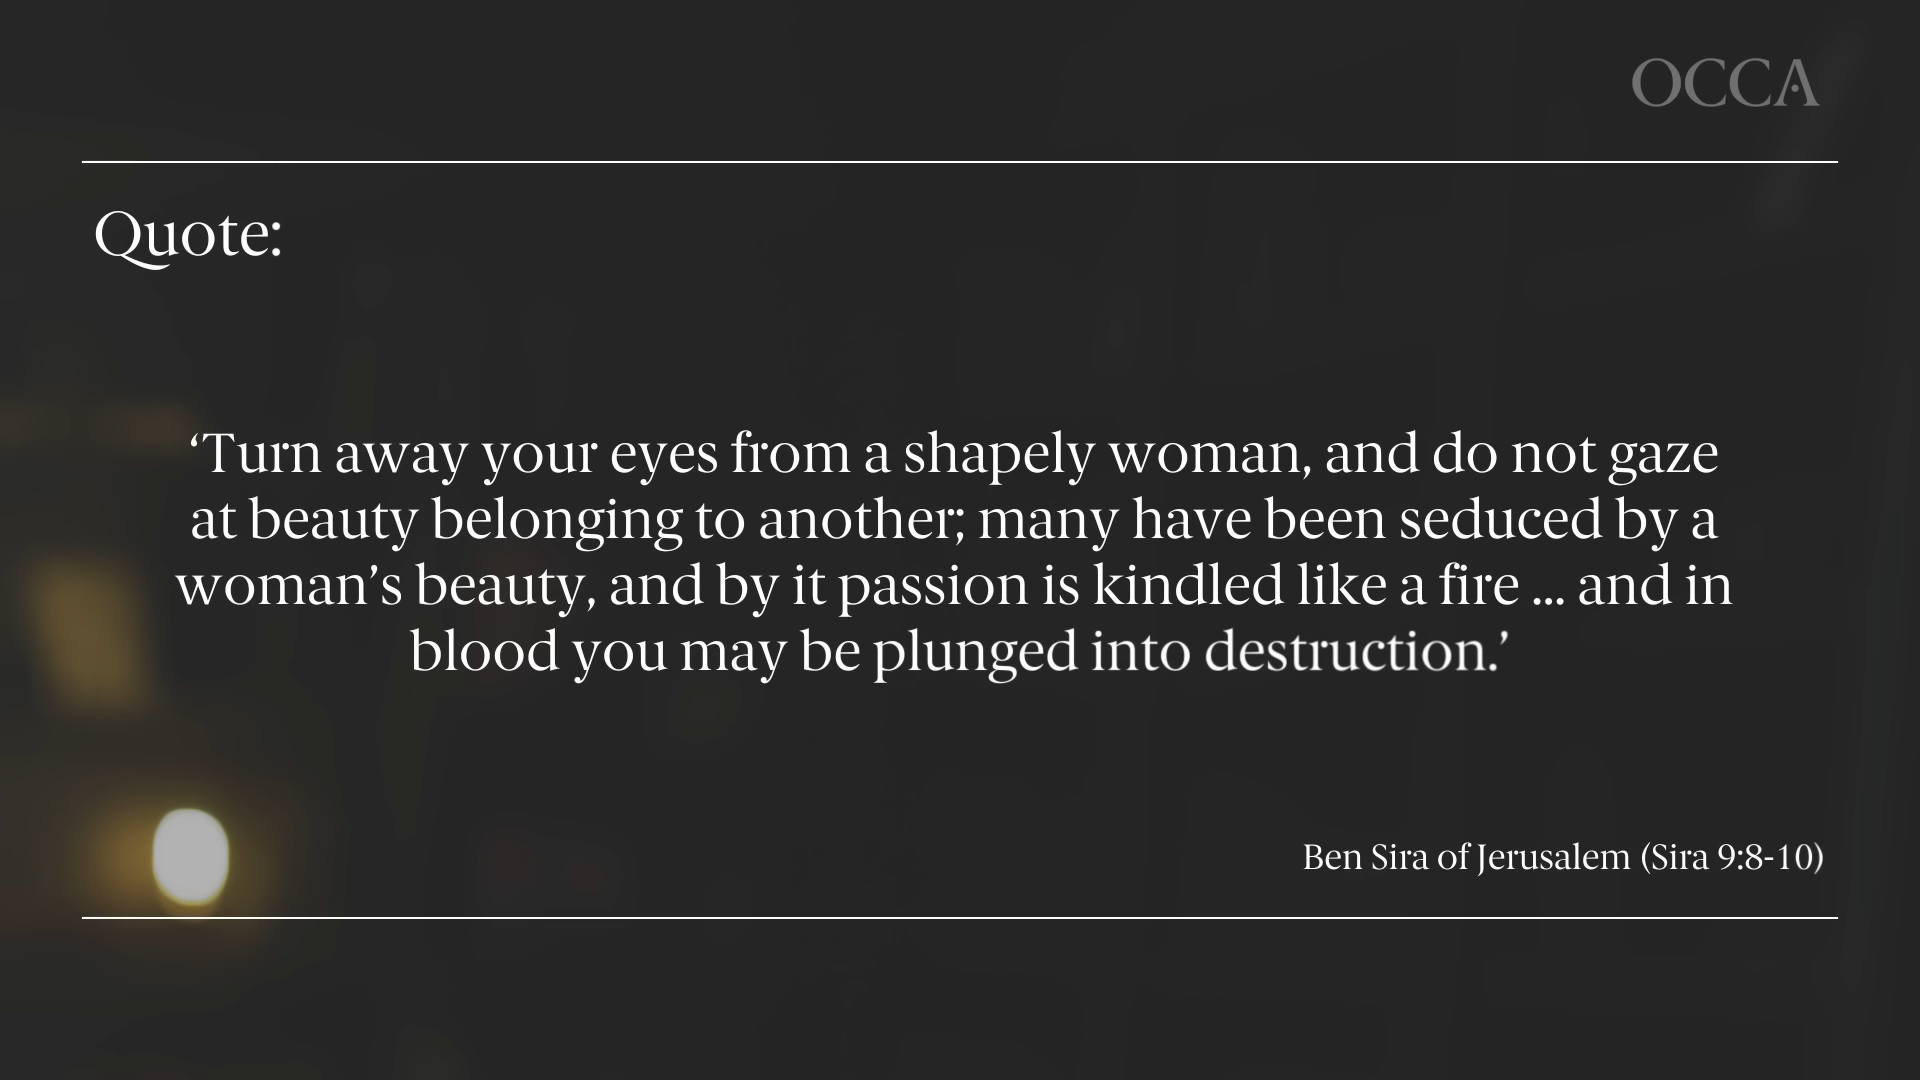 OCCA
Quote:
‘Turn away your eyes from a shapely woman, and do not gaze
at beauty belonging to another; many have been seduced by a
woman’s beauty, and by it passion is kindled like a fire ... and in
blood you may be plunged into destruction.’
Ben Sira of Jerusalem (Sira 9:8-10)